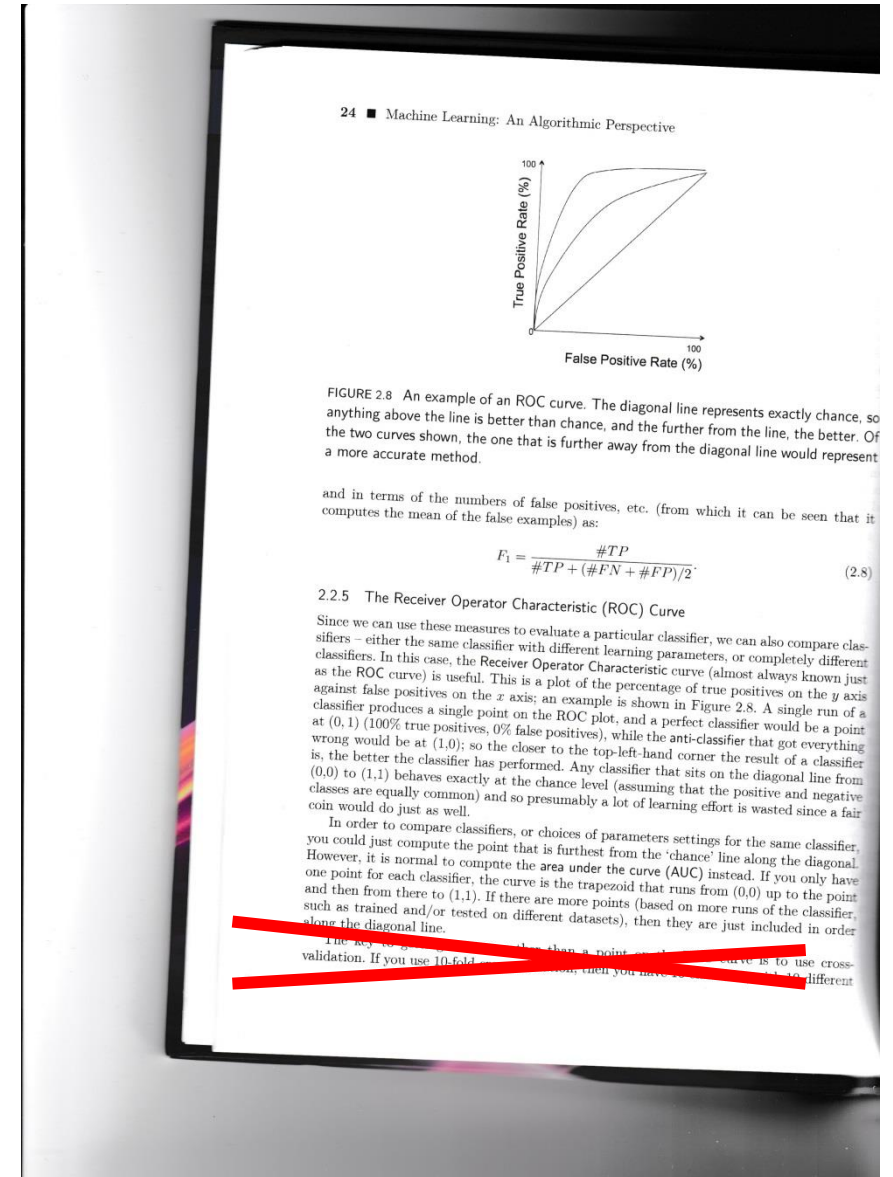 24 ■ Machine Learning: An Algorithmic Perspective
100
True Positive Rate (%)
0
100
False Positive Rate (%)
FIGURE 2.8 An example of an ROC curve. The diagonal line represents exactly chance, so
anything above the line is better than chance, and the further from the line, the better. Of
the two curves shown, the one that is further away from the diagonal line would represent
a more accurate method.
and in terms of the numbers of false positives, etc. (from which it can be seen that it
computes the mean of the false examples) as:
F₁ = #TP / #TP + (#FN + #FP)/2. (2.8)
2.2.5 The Receiver Operator Characteristic (ROC) Curve
Since we can use these measures to evaluate a particular classifier, we can also compare clas-
sifiers – either the same classifier with different learning parameters, or completely different
classifiers. In this case, the Receiver Operator Characteristic curve (almost always known just
as the ROC curve) is useful. This is a plot of the percentage of true positives on the y axis
against false positives on the x axis; an example is shown in Figure 2.8. A single run of a
classifier produces a single point on the ROC plot, and a perfect classifier would be a point
at (0, 1) (100% true positives, 0% false positives), while the anti-classifier that got everything
wrong would be at (1,0); so the closer to the top-left-hand corner the result of a classifier
is, the better the classifier has performed. Any classifier that sits on the diagonal line from
(0,0) to (1,1) behaves exactly at the chance level (assuming that the positive and negative
classes are equally common) and so presumably a lot of learning effort is wasted since a fair
coin would do just as well.
In order to compare classifiers, or choices of parameters settings for the same classifier,
you could just compute the point that is furthest from the ‘chance’ line along the diagonal.
However, it is normal to compute the area under the curve (AUC) instead. If you only have
one point for each classifier, the curve is the trapezoid that runs from (0,0) up to the point
and then from there to (1,1). If there are more points (based on more runs of the classifier,
such as trained and/or tested on different datasets), then they are just included in order
along the diagonal line.
The key to than a point curve is to use cross-
validation. If you use 10-fold then you have different